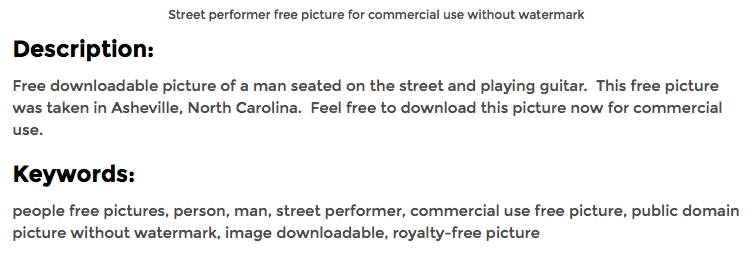 Street performer free picture for commercial use without watermark
Description:
Free downloadable picture of a man seated on the street and playing guitar.  This free picture
was taken in Asheville, North Carolina.  Feel free to download this picture now for commercial
use.
Keywords:
people free pictures, person, man, street performer, commercial use free picture, public domain
picture without watermark, image downloadable, royalty-free picture